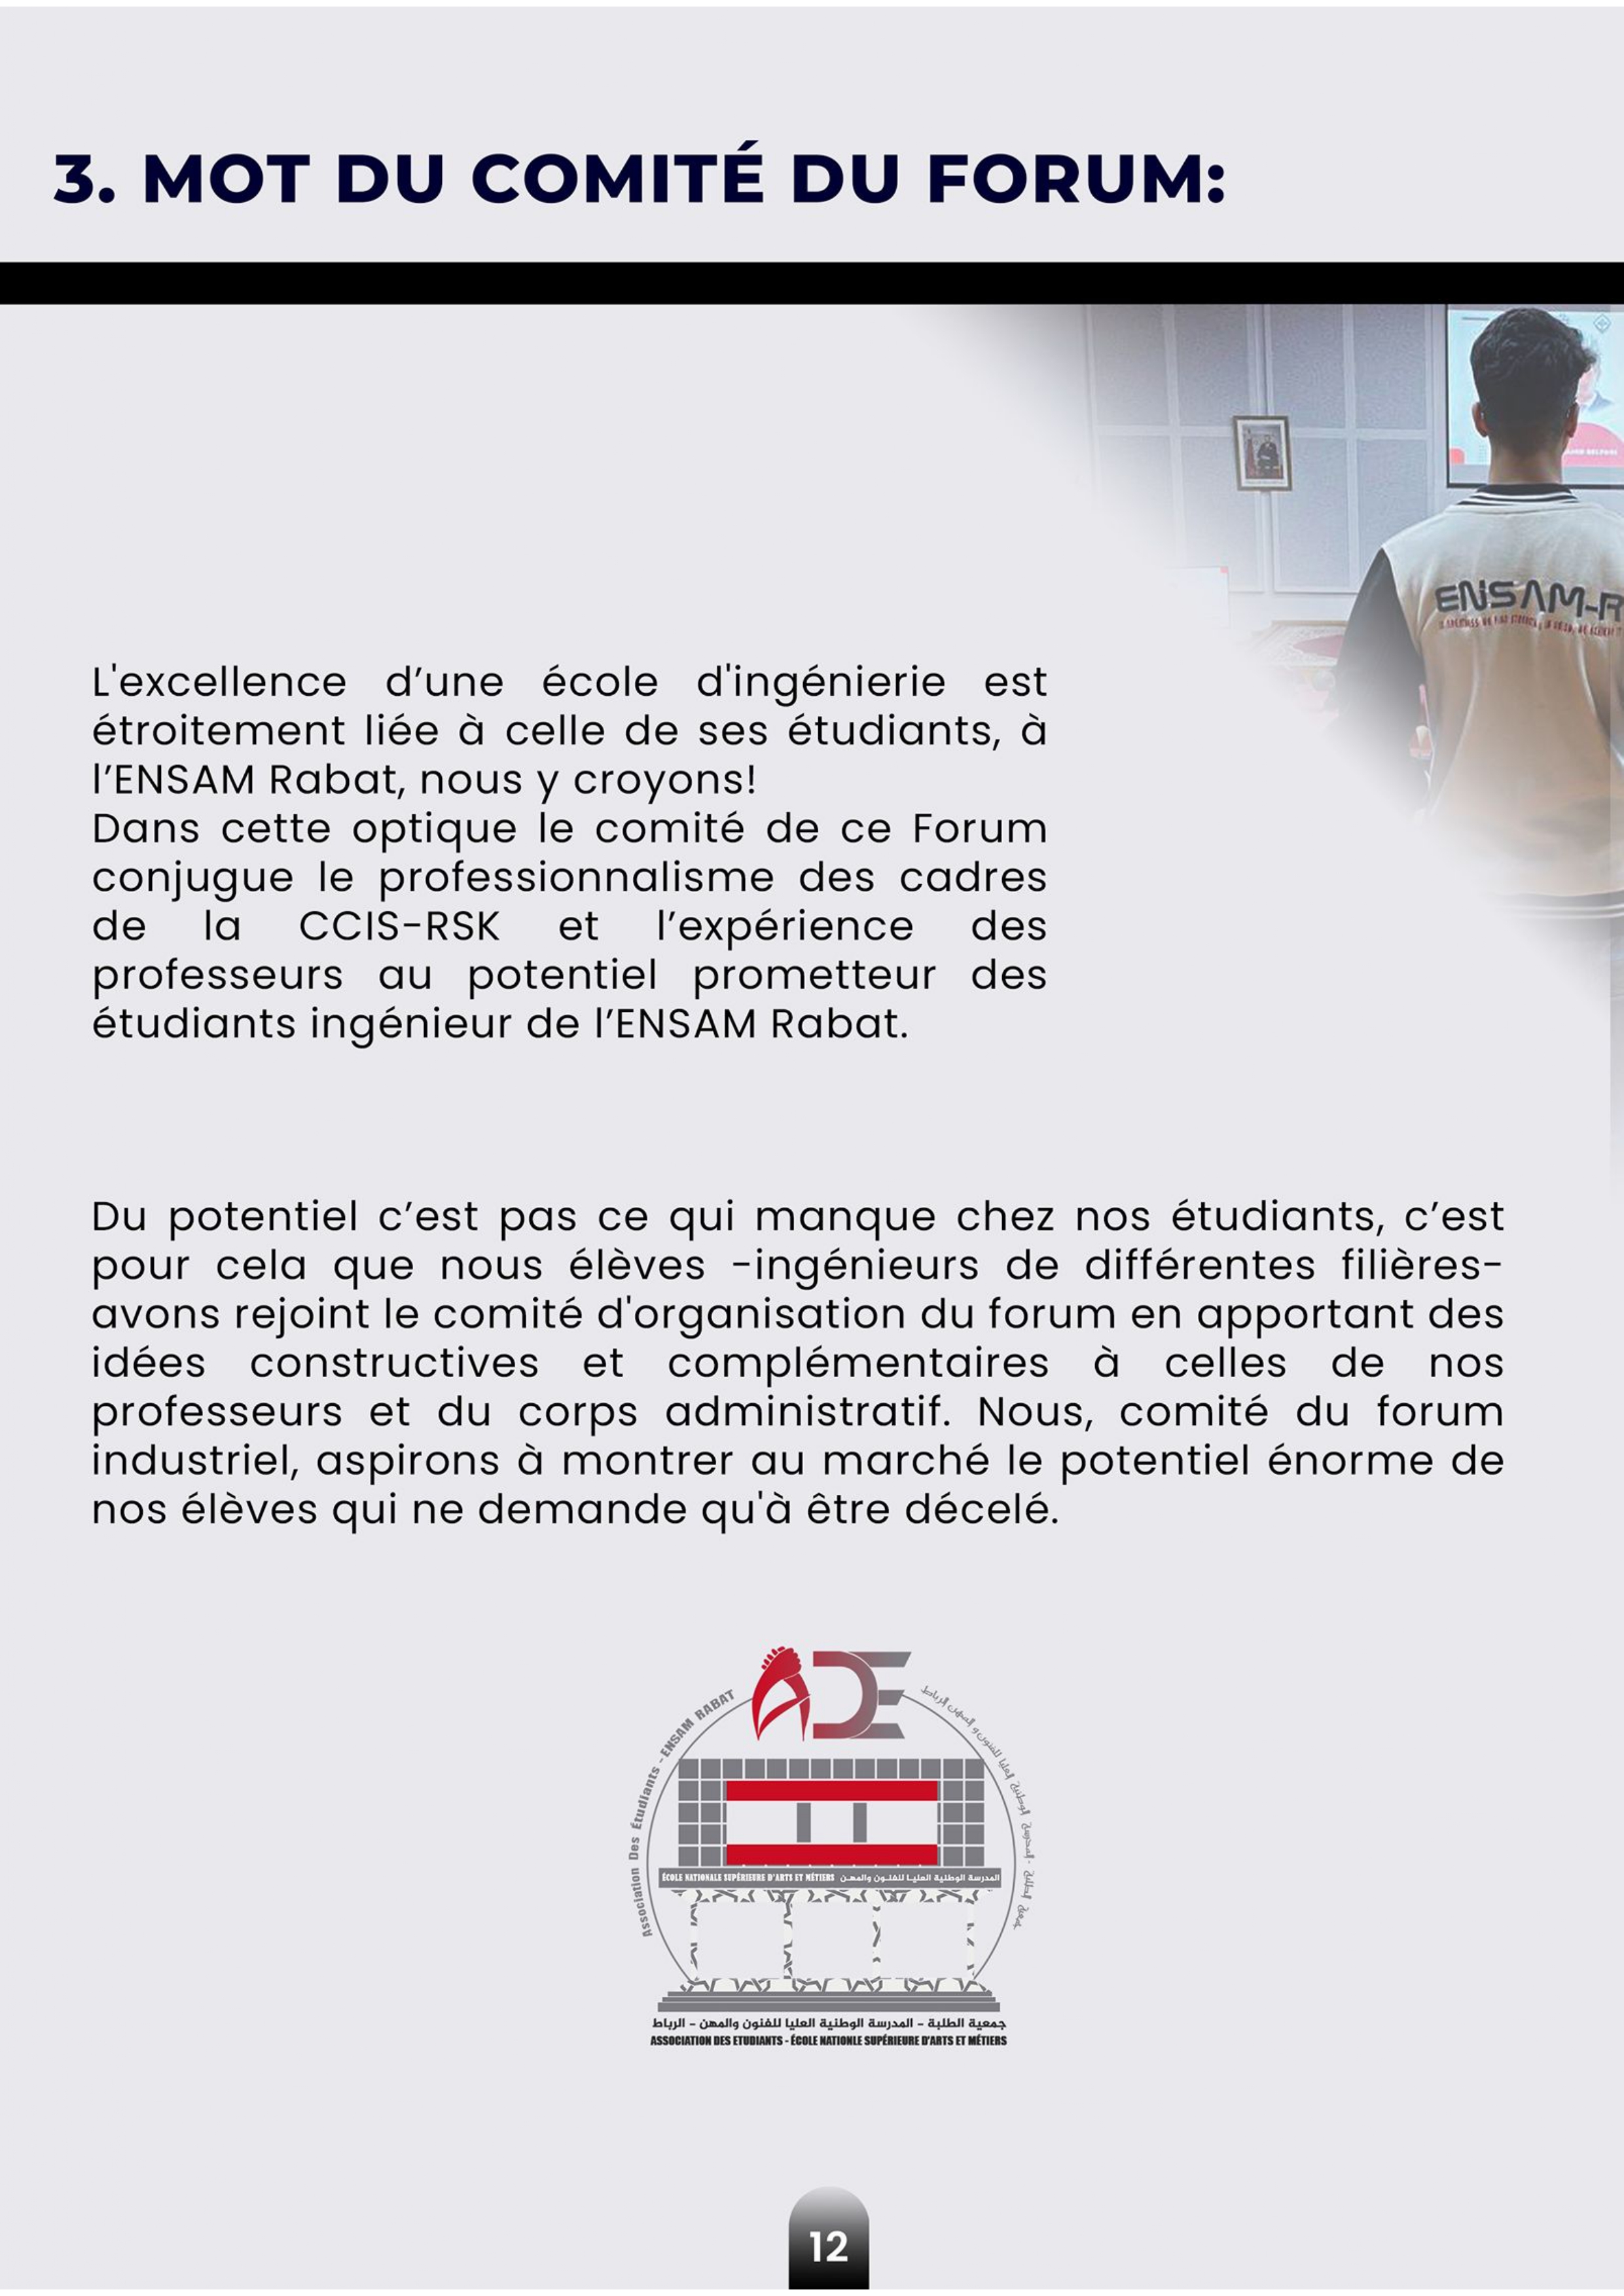 3. MOT DU COMITÉ DU FORUM:
ENSAM-R
L'excellence d’une école d'ingénierie est
étroitement liée à celle de ses étudiants, à
l’ENSAM Rabat, nous y croyons!
Dans cette optique le comité de ce Forum
conjugue le professionnalisme des cadres
de la CCIS-RSK et l’expérience des
professeurs au potentiel prometteur des
étudiants ingénieur de l’ENSAM Rabat.
Du potentiel c’est pas ce qui manque chez nos étudiants, c’est
pour cela que nous élèves -ingénieurs de différentes filières-
avons rejoint le comité d'organisation du forum en apportant des
idées constructives et complémentaires à celles de nos
professeurs et du corps administratif. Nous, comité du forum
industriel, aspirons à montrer au marché le potentiel énorme de
nos élèves qui ne demande qu'à être décelé.
ADE
Association Des Étudiants - ENSAM RABAT
جمعية الطلبة - المدرسة الوطنية العليا للفنون و المهن الرباط
ÉCOLE NATIONALE SUPÉRIEURE D'ARTS ET MÉTIERS المدرسة الوطنية العليا للفنون والمهن
جمعية الطلبة - المدرسة الوطنية العليا للفنون والمهن - الرباط
ASSOCIATION DES ETUDIANTS - ÉCOLE NATIONLE SUPÉRIEURE D'ARTS ET MÉTIERS
12